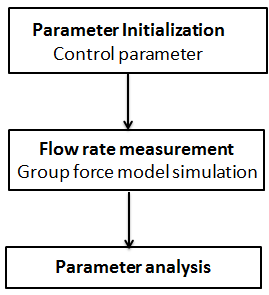 Parameter Initialization
Control parameter
Flow rate measurement
Group force model simulation
Parameter analysis